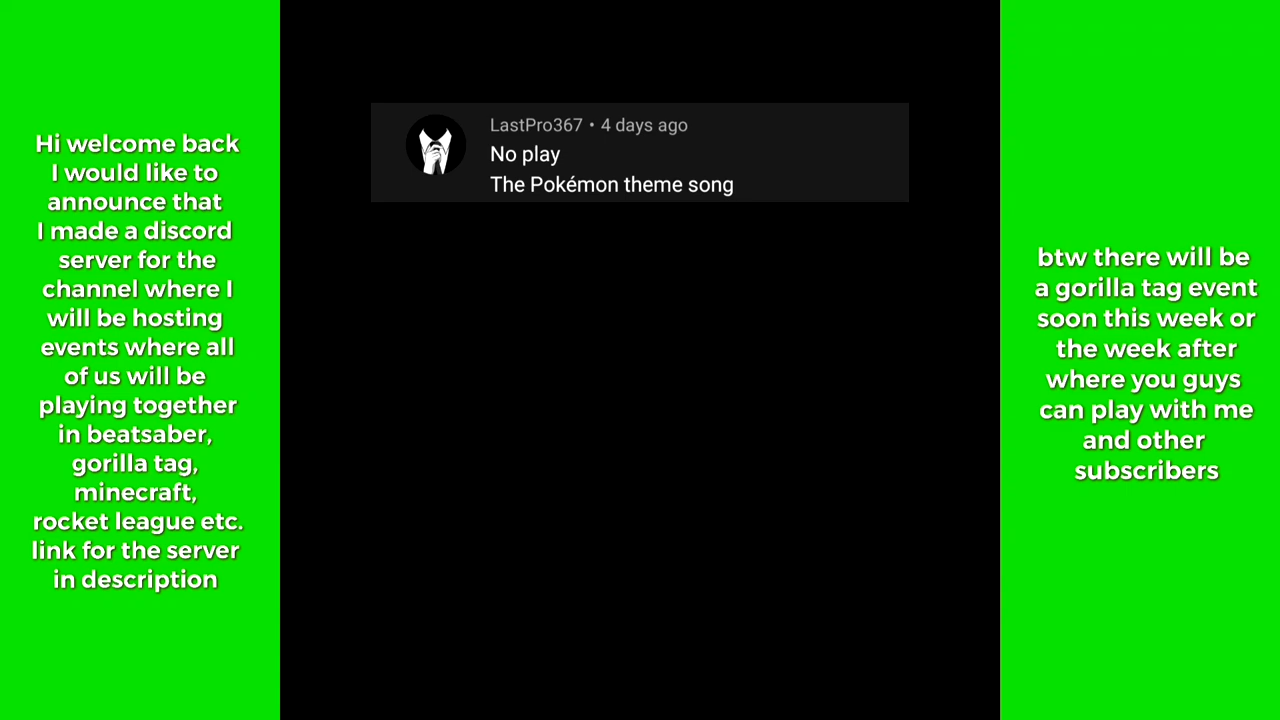 Hi welcome back
I would like to
announce that
I made a discord
server for the
channel where I
will be hosting
events where all
of us will be
playing together
in beatsaber,
gorilla tag,
minecraft,
rocket league etc.
link for the server
in description
LastPro367 • 4 days ago
No play
The Pokémon theme song
btw there will be
a gorilla tag event
soon this week or
the week after
where you guys
can play with me
and other
subscribers